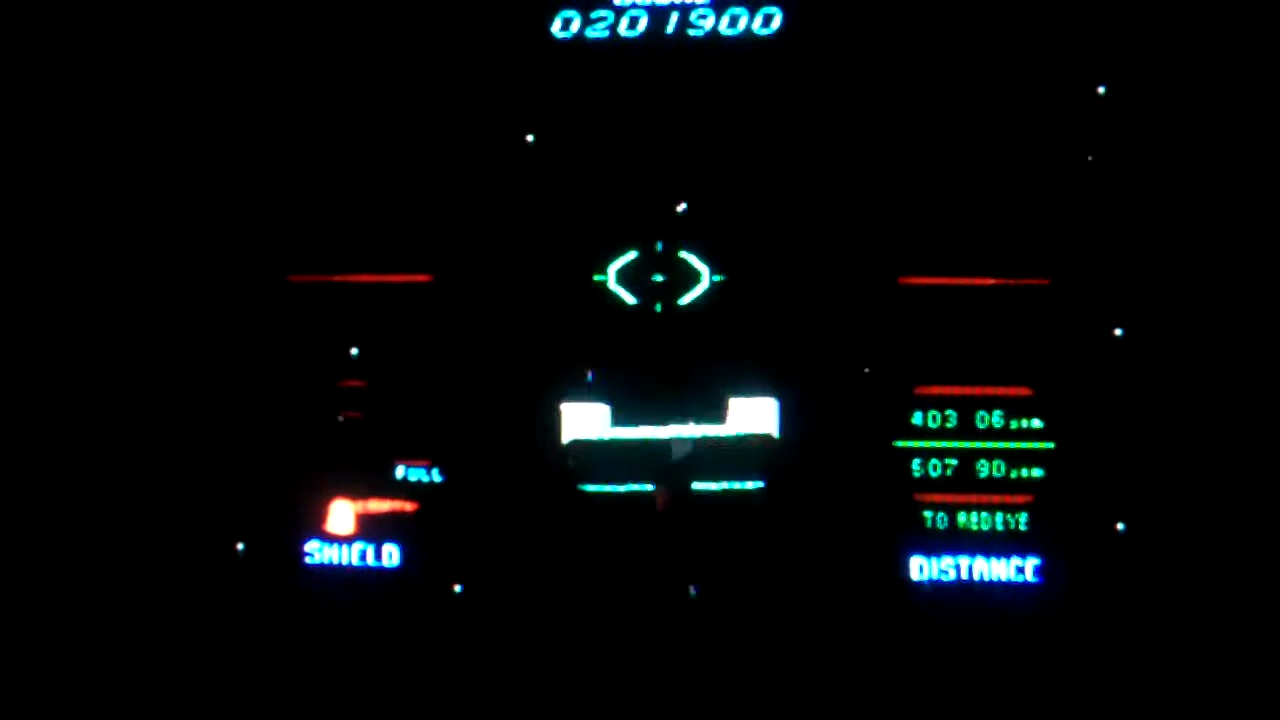 0201900
403 06
507 90
FULL
TO REDEYE
SHIELD
DISTANCE